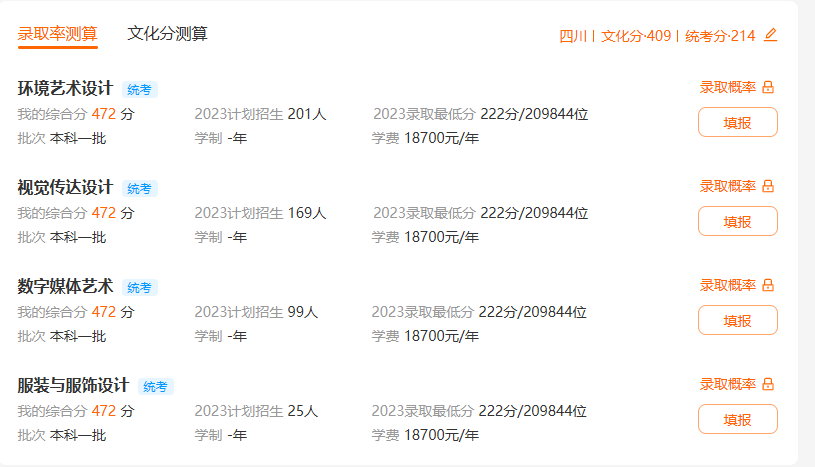 录取率测算 文化分测算 四川丨文化分·409丨统考分·214
环境艺术设计 统考 录取概率
我的综合分 472 分 2023计划招生 201人 2023录取最低分 222分/209844位
批次 本科一批 学制 -年 学费 18700元/年 填报
视觉传达设计 统考 录取概率
我的综合分 472 分 2023计划招生 169人 2023录取最低分 222分/209844位
批次 本科一批 学制 -年 学费 18700元/年 填报
数字媒体艺术 统考 录取概率
我的综合分 472 分 2023计划招生 99人 2023录取最低分 222分/209844位
批次 本科一批 学制 -年 学费 18700元/年 填报
服装与服饰设计 统考 录取概率
我的综合分 472 分 2023计划招生 25人 2023录取最低分 222分/209844位
批次 本科一批 学制 -年 学费 18700元/年 填报